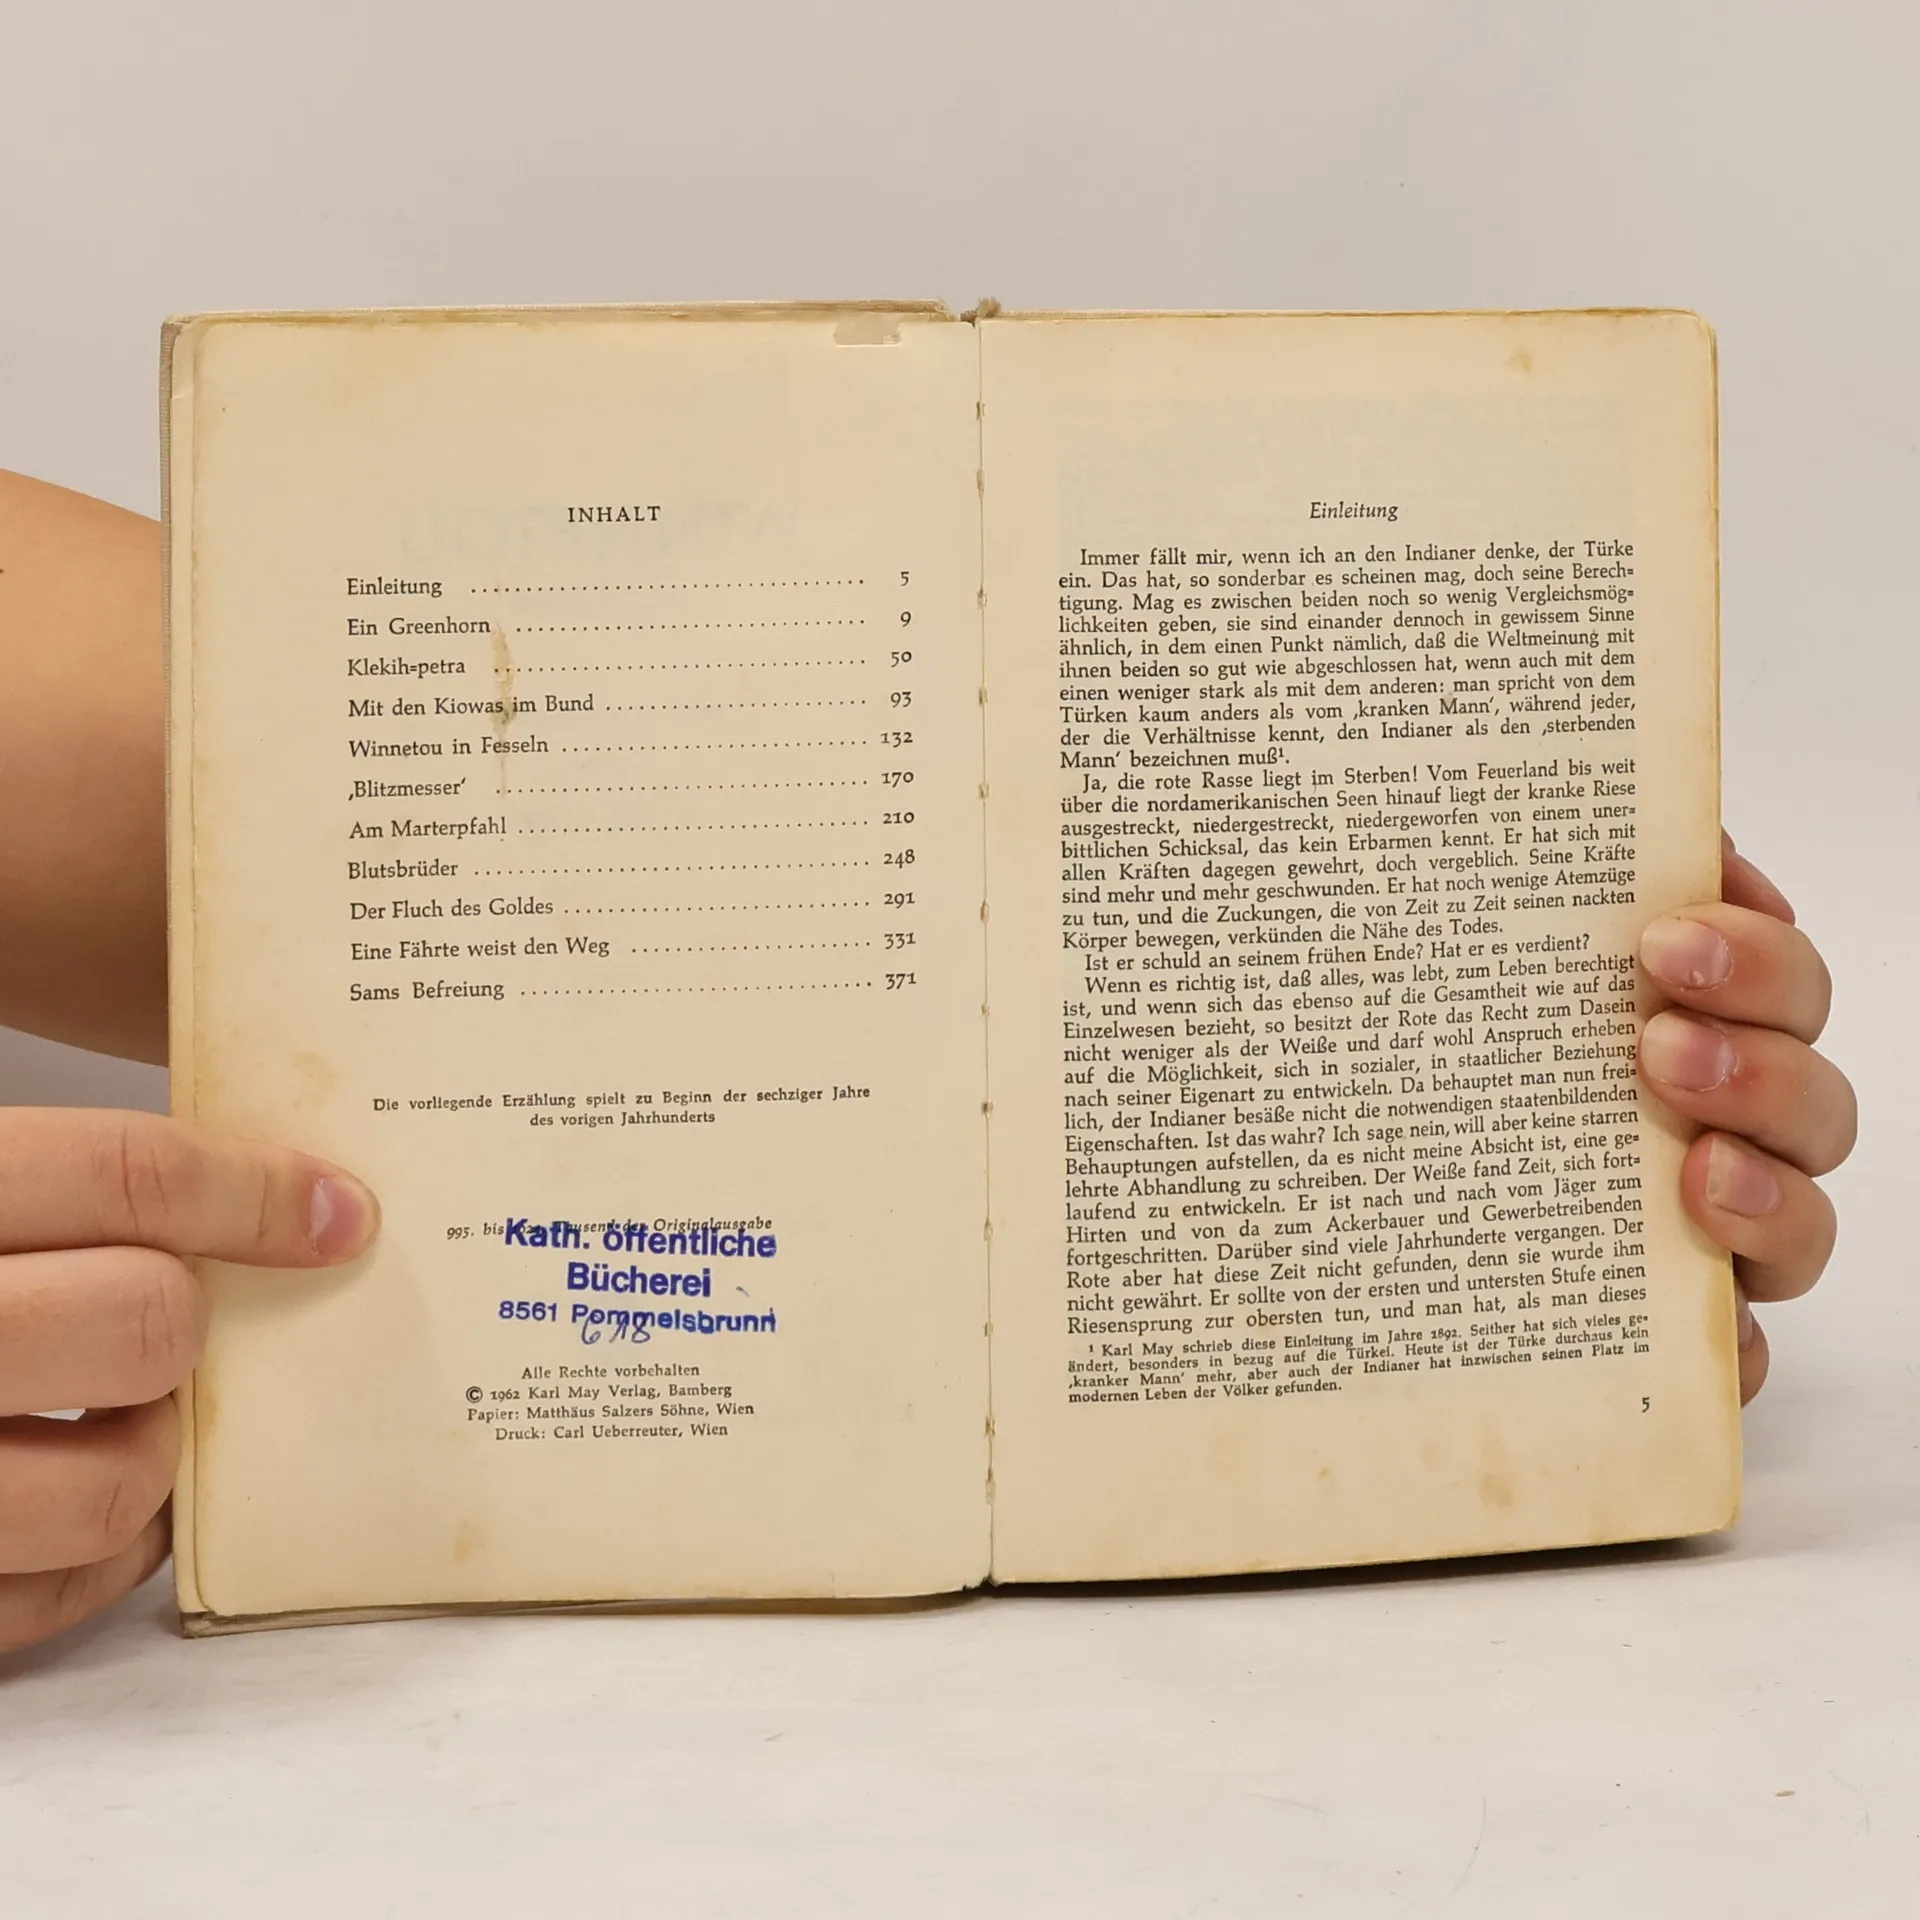 INHALT
Einleitung ........................................ 5
Ein Greenhorn ................................... 9
Klekih=petra ..................................... 50
Mit den Kiowas im Bund ........................ 93
Winnetou in Fesseln ............................ 132
‚Blitzmesser‘ ..................................... 170
Am Marterpfahl ................................. 210
Blutsbrüder ...................................... 248
Der Fluch des Goldes ........................... 291
Eine Fährte weist den Weg ..................... 331
Sams Befreiung ................................. 371
Die vorliegende Erzählung spielt zu Beginn der sechziger Jahre
des vorigen Jahrhunderts
995. bis Tausend der Originalausgabe
Kath. öffentliche
Bücherei
8561 Pommelsbrunn
618
Alle Rechte vorbehalten
© 1962 Karl May Verlag, Bamberg
Papier: Matthäus Salzers Söhne, Wien
Druck: Carl Ueberreuter, Wien
Einleitung
Immer fällt mir, wenn ich an den Indianer denke, der Türke
ein. Das hat, so sonderbar es scheinen mag, doch seine Berech=
tigung. Mag es zwischen beiden noch so wenig Vergleichsmög=
lichkeiten geben, sie sind einander dennoch in gewissem Sinne
ähnlich, in dem einen Punkt nämlich, daß die Weltmeinung mit
ihnen beiden so gut wie abgeschlossen hat, wenn auch mit dem
einen weniger stark als mit dem anderen: man spricht von dem
Türken kaum anders als vom ‚kranken Mann‘, während jeder,
der die Verhältnisse kennt, den Indianer als den ‚sterbenden
Mann‘ bezeichnen muß¹.
Ja, die rote Rasse liegt im Sterben! Vom Feuerland bis weit
über die nordamerikanischen Seen hinauf liegt der kranke Riese
ausgestreckt, niedergestreckt, niedergeworfen von einem uner=
bittlichen Schicksal, das kein Erbarmen kennt. Er hat sich mit
allen Kräften dagegen gewehrt, doch vergeblich. Seine Kräfte
sind mehr und mehr geschwunden. Er hat noch wenige Atemzüge
zu tun, und die Zuckungen, die von Zeit zu Zeit seinen nackten
Körper bewegen, verkünden die Nähe des Todes.
Ist er schuld an seinem frühen Ende? Hat er es verdient?
Wenn es richtig ist, daß alles, was lebt, zum Leben berechtigt
ist, und wenn sich das ebenso auf die Gesamtheit wie auf das
Einzelwesen bezieht, so besitzt der Rote das Recht zum Dasein
nicht weniger als der Weiße und darf wohl Anspruch erheben
auf die Möglichkeit, sich in sozialer, in staatlicher Beziehung
nach seiner Eigenart zu entwickeln. Da behauptet man nun frei=
lich, der Indianer besäße nicht die notwendigen staatenbildenden
Eigenschaften. Ist das wahr? Ich sage nein, will aber keine starren
Behauptungen aufstellen, da es nicht meine Absicht ist, eine ge=
lehrte Abhandlung zu schreiben. Der Weiße fand Zeit, sich fort=
laufend zu entwickeln. Er ist nach und nach vom Jäger zum
Hirten und von da zum Ackerbauer und Gewerbetreibenden
fortgeschritten. Darüber sind viele Jahrhunderte vergangen. Der
Rote aber hat diese Zeit nicht gefunden, denn sie wurde ihm
nicht gewährt. Er sollte von der ersten und untersten Stufe einen
Riesensprung zur obersten tun, und man hat, als man dieses
¹ Karl May schrieb diese Einleitung im Jahre 1892. Seither hat sich vieles ge=
ändert, besonders in bezug auf die Türkei. Heute ist der Türke durchaus kein
‚kranker Mann‘ mehr, aber auch der Indianer hat inzwischen seinen Platz im
modernen Leben der Völker gefunden.
5